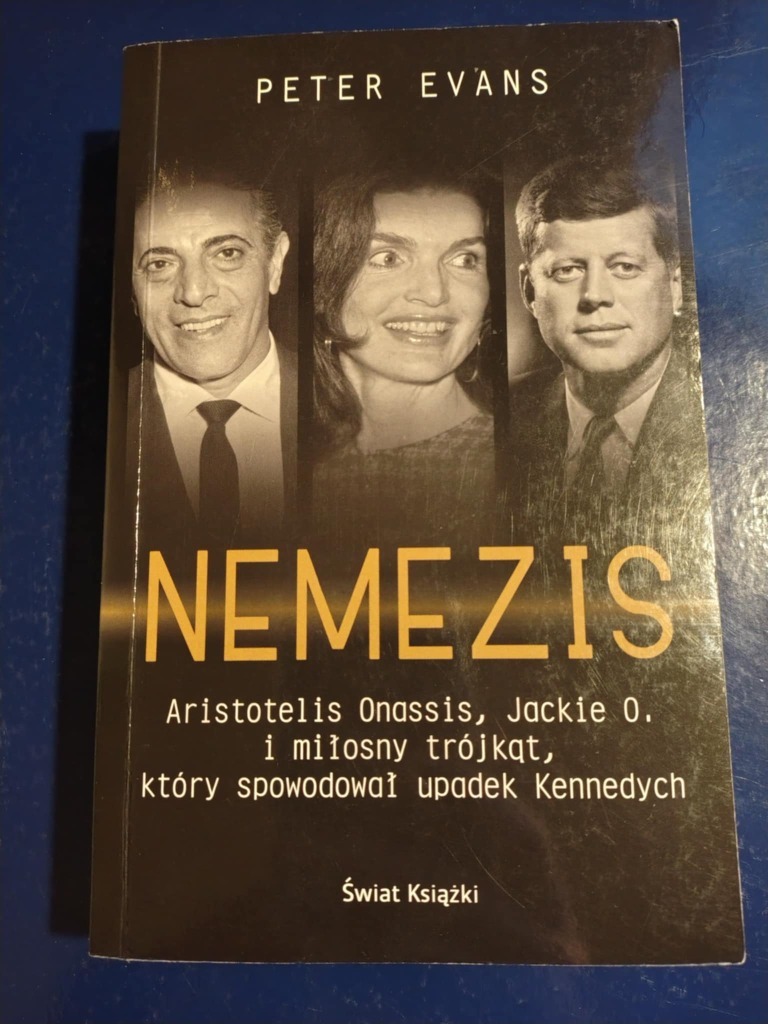 PETER EVANS
NEMEZIS
Aristotelis Onassis, Jackie O.
i miłosny trójkąt,
który spowodował upadek Kennedych
Świat Książki